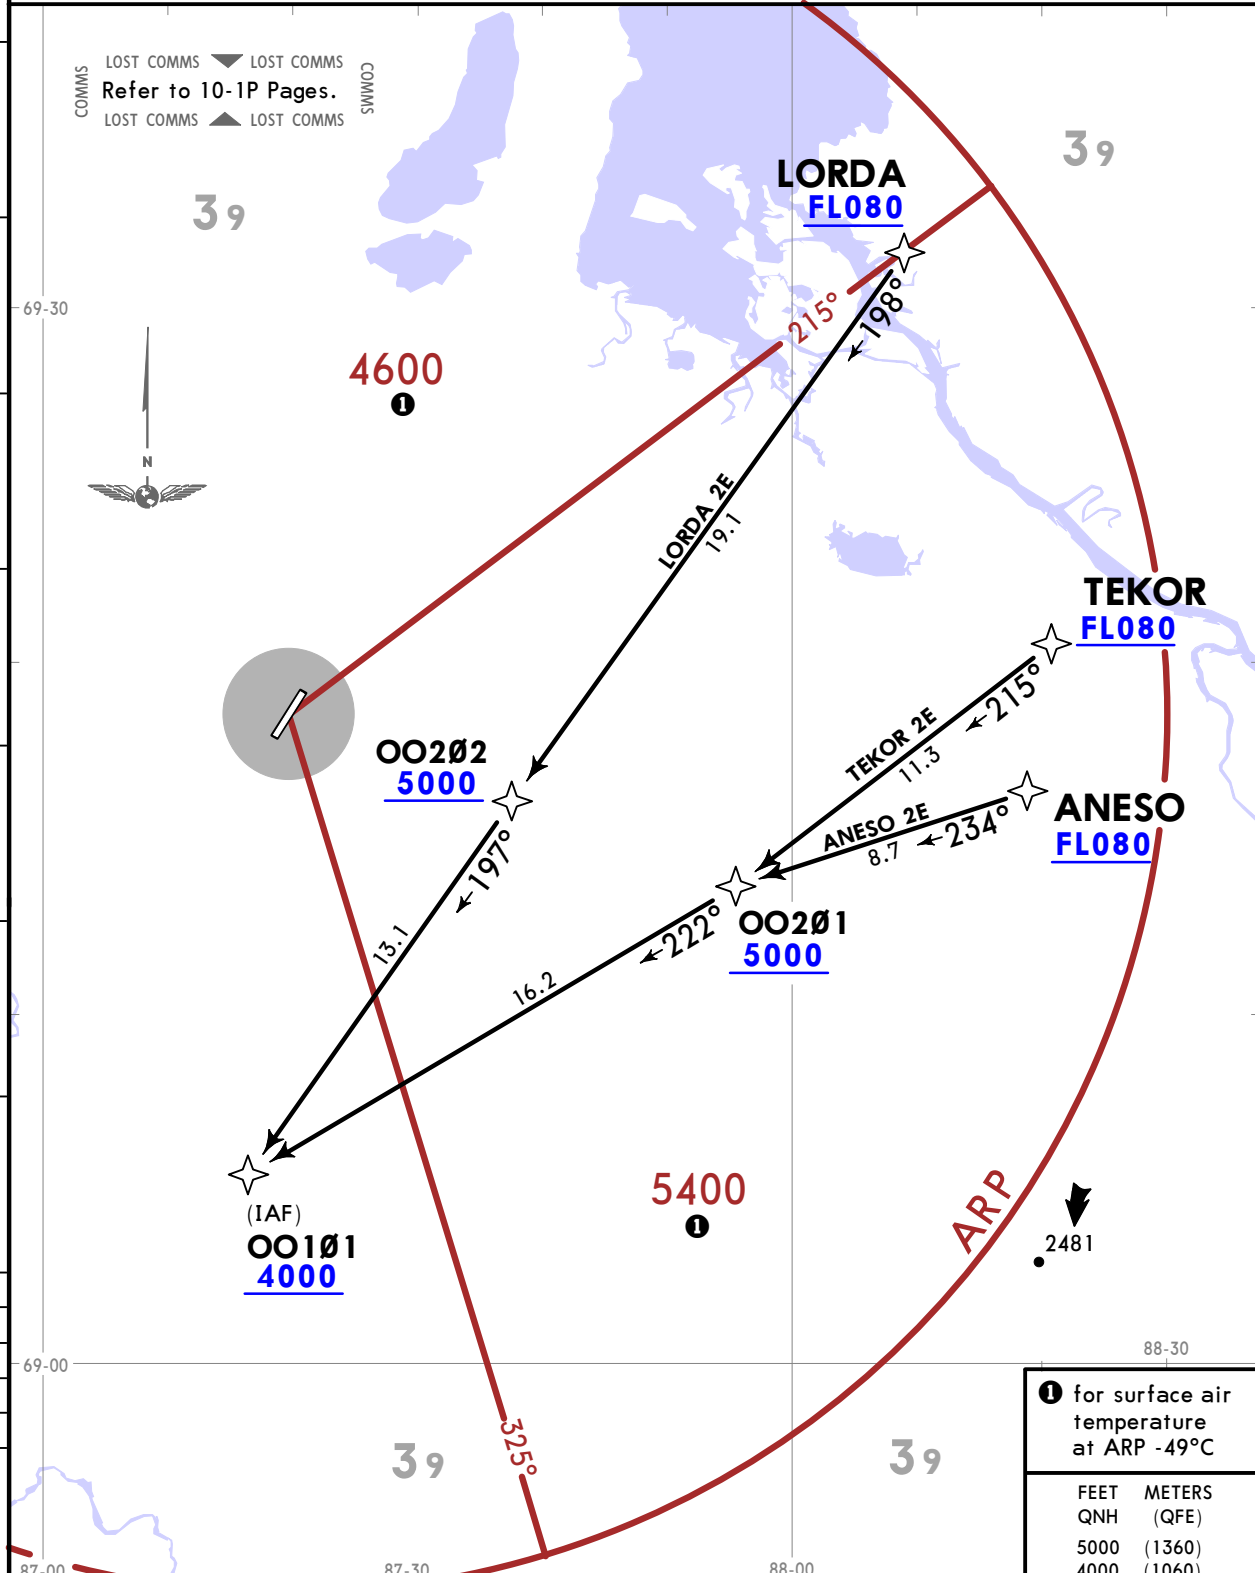 LOST COMMS LOST COMMS
COMMS
Refer to 10-1P Pages.
COMMS
LOST COMMS LOST COMMS
39
39
LORDA
FL080
69-30
215°
←198°
4600
1
N
LORDA 2E
19.1
TEKOR
FL080
←215°
TEKOR 2E
11.3
OO2Ø2
5000
ANESO 2E
8.7
←234°
ANESO
FL080
←197°
OO2Ø1
5000
←222°
13.1
16.2
5400
1
ARP
(IAF)
OO1Ø1
4000
2481
69-00
88-30
325°
39
39
1 for surface air
temperature
at ARP -49°C
FEET METERS
QNH (QFE)
5000 (1360)
4000 (1060)
87-00
87-30
88-00